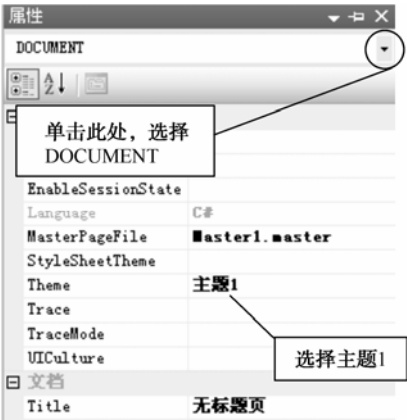 属性
DOCUMENT
单击此处，选择
DOCUMENT
EnableSessionState
Language C#
MasterPageFile Master1.master
StyleSheetTheme
Theme 主题1
Trace
TraceMode
UICulture
选择主题1
文档
Title 无标题页